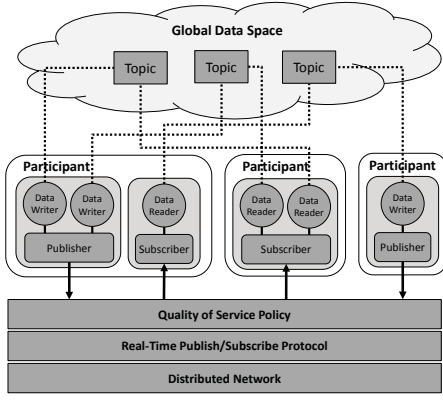 Global Data Space
Topic
Topic
Topic
Participant
Participant
Participant
Data
Writer
Data
Writer
Data
Reader
Data
Reader
Data
Reader
Data
Writer
Publisher
Subscriber
Subscriber
Publisher
Quality of Service Policy
Real-Time Publish/Subscribe Protocol
Distributed Network